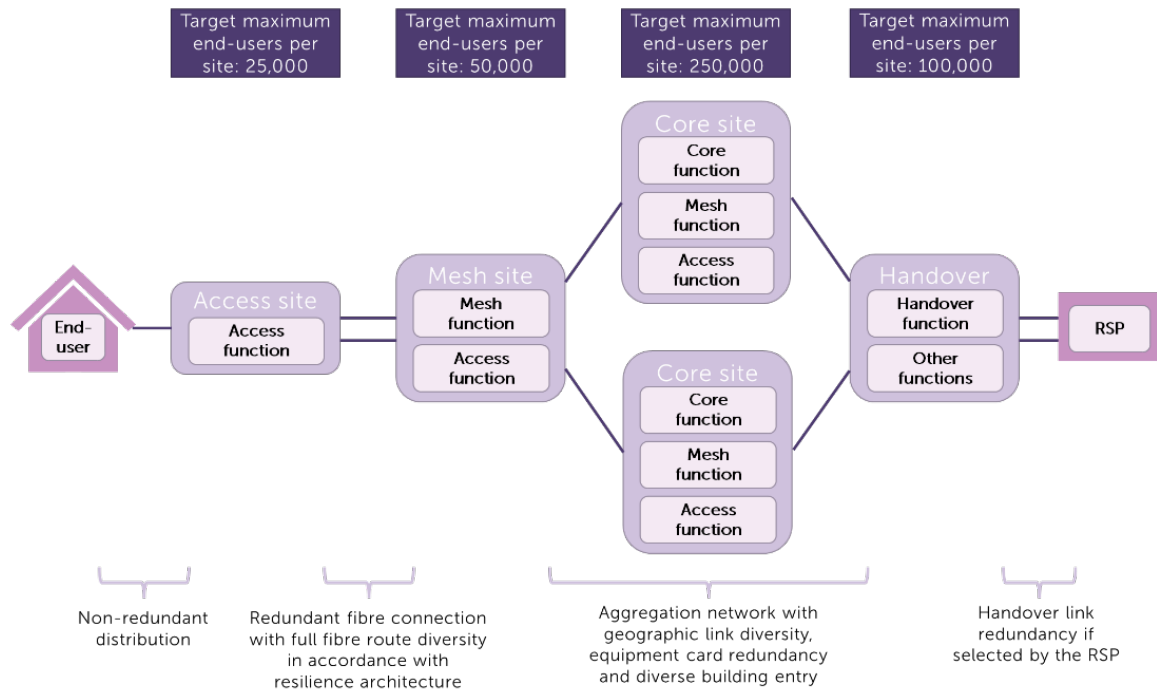 Target maximum
end-users per
site: 25,000
Target maximum
end-users per
site: 50,000
Target maximum
end-users per
site: 250,000
Target maximum
end-users per
site: 100,000
End-
user
Access site
Access
function
Mesh site
Mesh
function
Access
function
Core site
Core
function
Mesh
function
Access
function
Core site
Core
function
Mesh
function
Access
function
Handover
Handover
function
Other
functions
RSP
Non-redundant
distribution
Redundant fibre connection
with full fibre route diversity
in accordance with
resilience architecture
Aggregation network with
geographic link diversity,
equipment card redundancy
and diverse building entry
Handover link
redundancy if
selected by the RSP